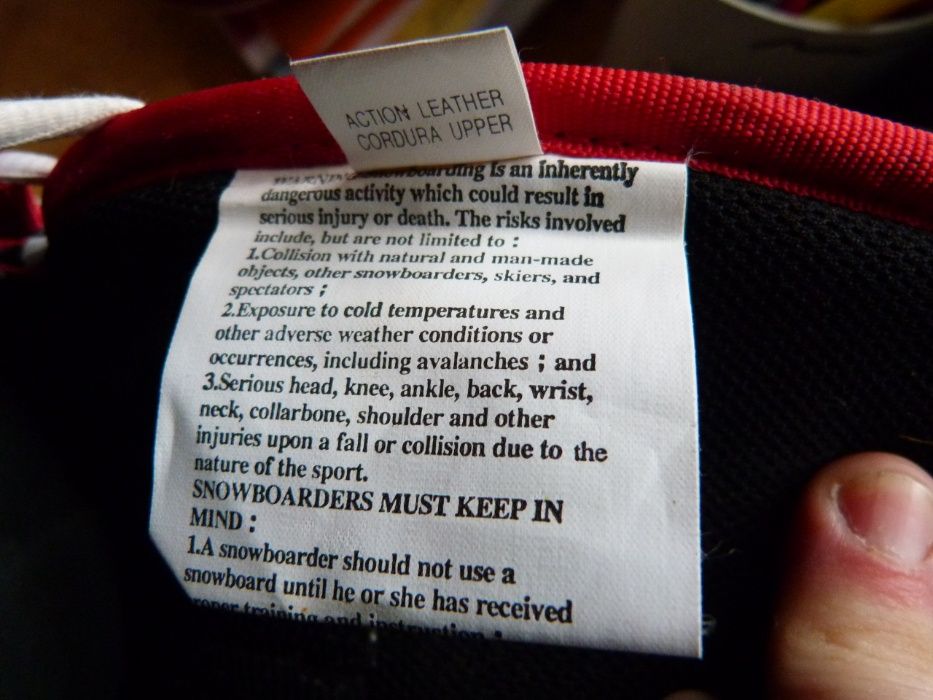 ACTION LEATHER
CORDURA UPPER
WARNING: Snowboarding is an inherently
dangerous activity which could result in
serious injury or death. The risks involved
include, but are not limited to :
1.Collision with natural and man-made
objects, other snowboarders, skiers, and
spectators ;
2.Exposure to cold temperatures and
other adverse weather conditions or
occurrences, including avalanches ; and
3.Serious head, knee, ankle, back, wrist,
neck, collarbone, shoulder and other
injuries upon a fall or collision due to the
nature of the sport.
SNOWBOARDERS MUST KEEP IN
MIND :
1.A snowboarder should not use a
snowboard until he or she has received
proper training and instruction ;